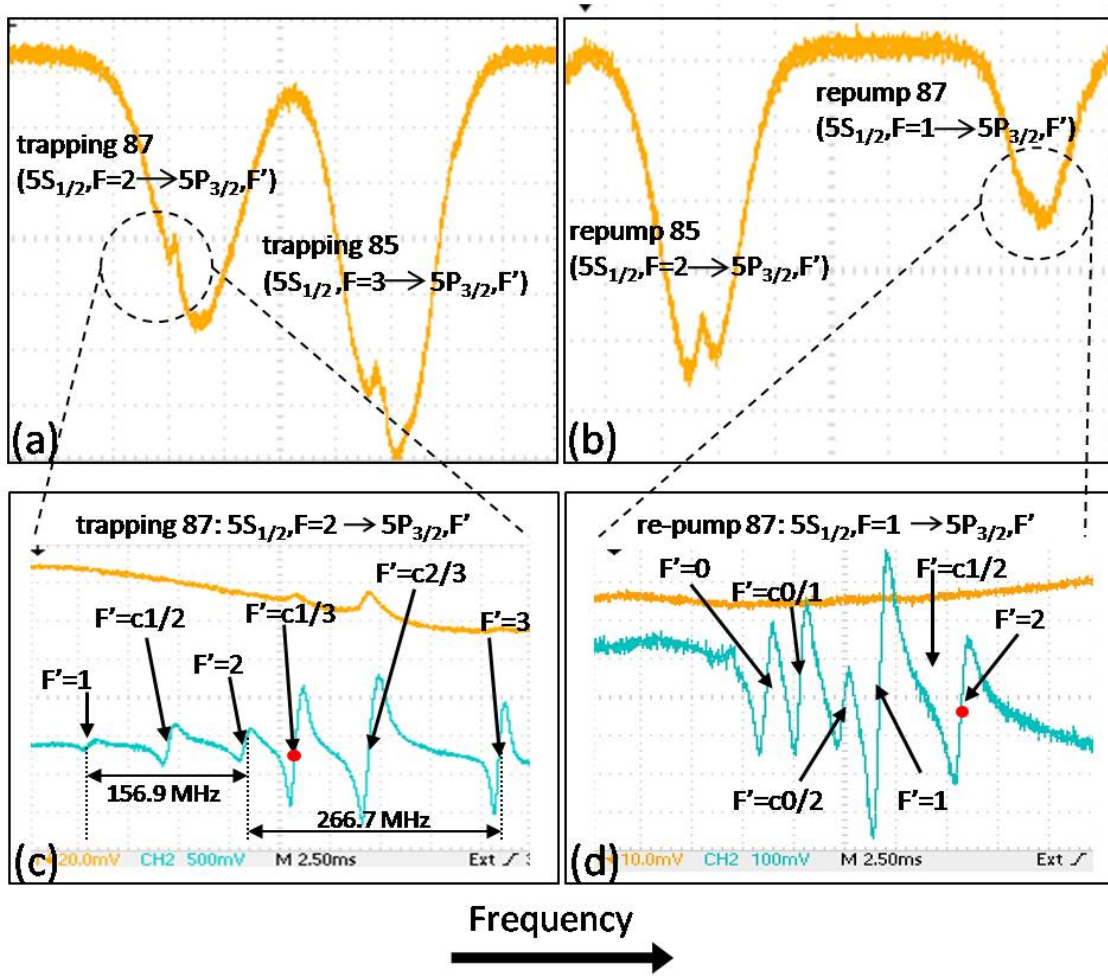 trapping 87
(5S1/2,F=2→5P3/2,F’)
trapping 85
(5S1/2,F=3→5P3/2,F’)
(a)
repump 87
(5S1/2,F=1→5P3/2,F’)
repump 85
(5S1/2,F=2→5P3/2,F’)
(b)
trapping 87: 5S1/2,F=2 → 5P3/2,F’
F’=c2/3
F’=c1/2
F’=c1/3
F’=3
F’=2
F’=1
156.9 MHz
266.7 MHz
(c)
20.0mV CH2 500mV M 2.50ms Ext
re-pump 87: 5S1/2,F=1 →5P3/2,F’
F’=0
F’=c1/2
F’=c0/1
F’=2
F’=c0/2
F’=1
(d)
10.0mV CH2 100mV M 2.50ms Ext
Frequency